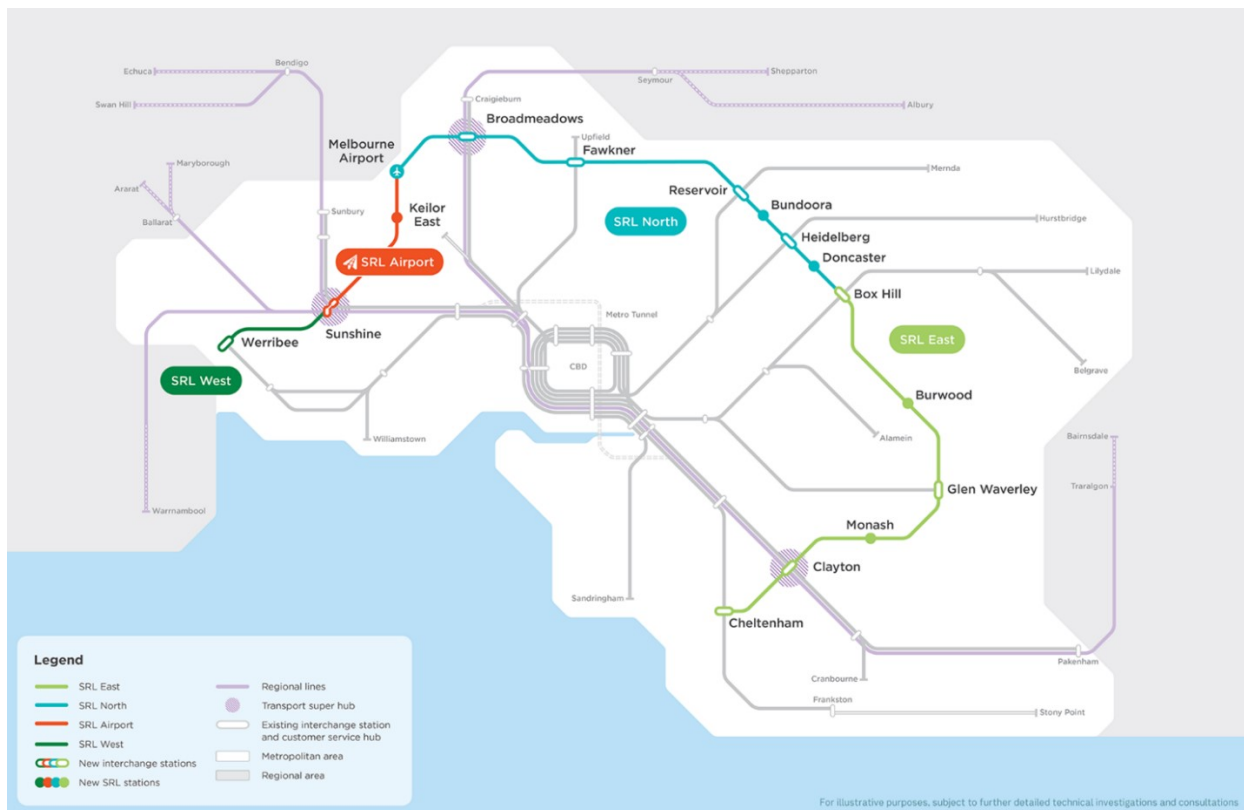 Echuca
Bendigo
Swan Hill
Seymour
Shepparton
Albury
Craigieburn
Broadmeadows
Melbourne
Airport
Upfield
Fawkner
Maryborough
Ararat
Ballarat
Sunbury
Keilor
East
Reservoir
Mernda
Bundoora
SRL North
Hurstbridge
Heidelberg
Doncaster
SRL Airport
Lilydale
Box Hill
Sunshine
Metro Tunnel
Werribee
SRL East
CBD
SRL West
Belgrave
Burwood
Williamstown
Alamein
Bairnsdale
Traralgon
Glen Waverley
Warrnambool
Monash
Clayton
Sandringham
Cheltenham
Pakenham
Cranbourne
Frankston
Stony Point
Legend
SRL East
SRL North
SRL Airport
SRL West
New interchange stations
New SRL stations
Regional lines
Transport super hub
Existing interchange station
and customer service hub
Metropolitan area
Regional area
For illustrative purposes, subject to further detailed technical investigations and consultations